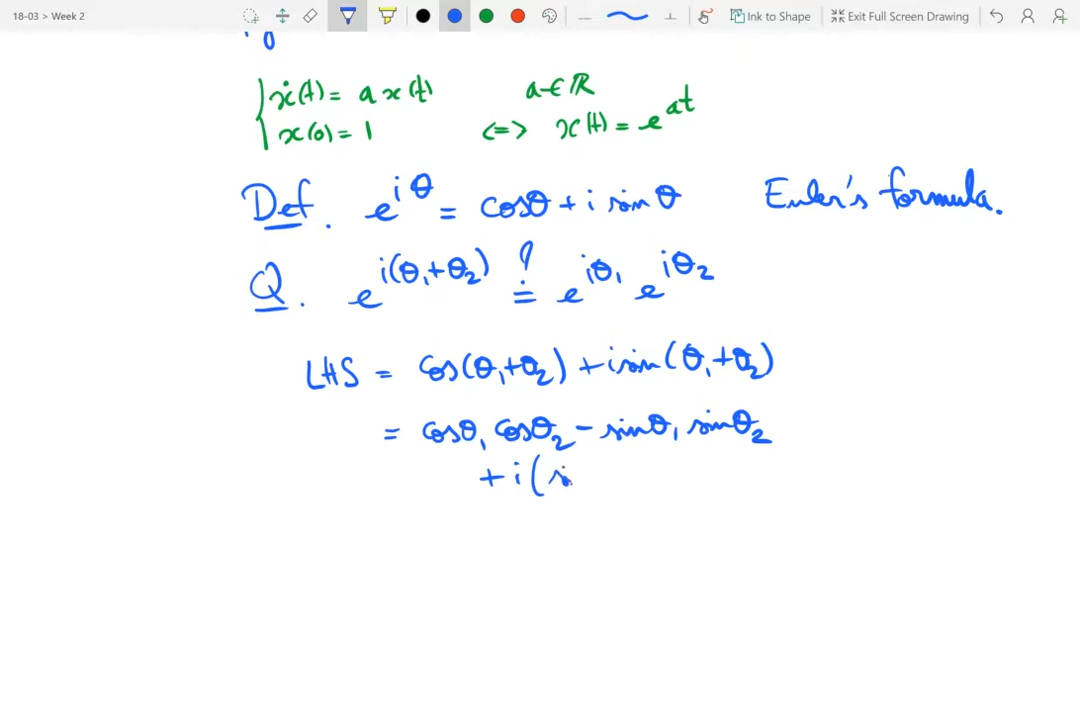 18-03 > Week 2
Ink to Shape
Exit Full Screen Drawing
ẋ(t) = a x(t) a ∈ ℝ
x(0) = 1 <=> x(t) = e^{at}
Def. e^{iθ} = cosθ + i sinθ Euler's formula.
Q. e^{i(θ₁+θ₂)} ≟ e^{iθ₁} e^{iθ₂}
LHS = cos(θ₁+θ₂) + i sin(θ₁+θ₂)
= cosθ₁ cosθ₂ - sinθ₁ sinθ₂
+ i(si